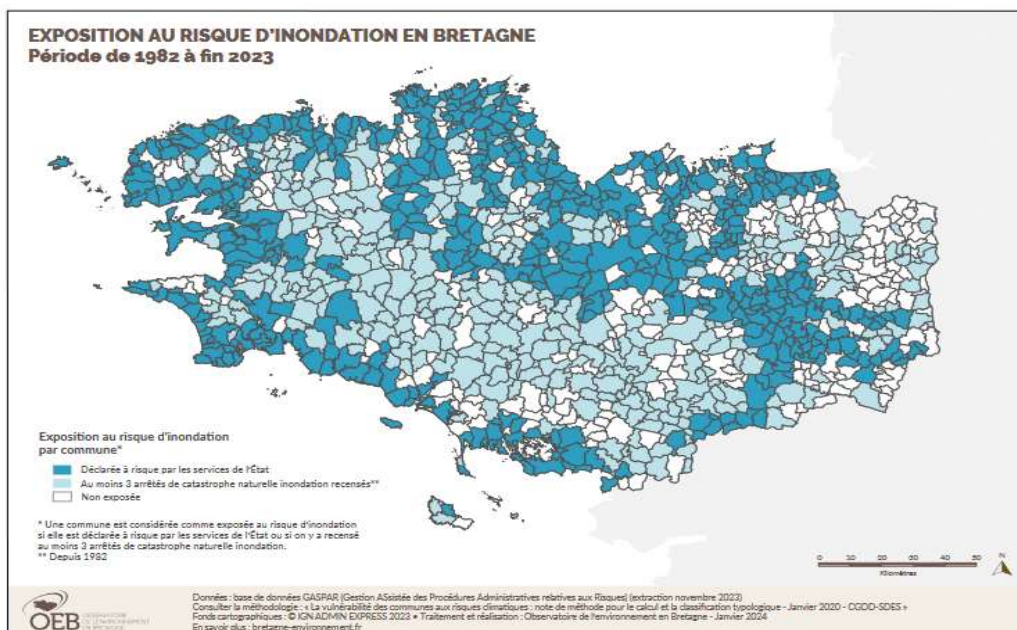 EXPOSITION AU RISQUE D'INONDATION EN BRETAGNE
Période de 1982 à fin 2023
Exposition au risque d'inondation
par commune*
Déclarée à risque par les services de l'État
Au moins 3 arrêtés de catastrophe naturelle inondation recensés**
Non exposée
* Une commune est considérée comme exposée au risque d'inondation
si elle est déclarée à risque par les services de l'État ou si on y a recensé
au moins 3 arrêtés de catastrophe naturelle inondation.
** Depuis 1982
0 10 20 30 40 50
Kilomètres
N
OEB
OBSERVATOIRE
DE L'ENVIRONNEMENT
EN BRETAGNE
Données : base de données GASPAR (Gestion ASsistée des Procédures Administratives relatives aux Risques) (extraction novembre 2023)
Consulter la méthodologie : « La vulnérabilité des communes aux risques climatiques : note de méthode pour le calcul et la classification typologique - Janvier 2020 - CGDD-SDES »
Fonds cartographiques : © IGN ADMIN EXPRESS 2023 • Traitement et réalisation : Observatoire de l'environnement en Bretagne - Janvier 2024
En savoir plus : bretagne-environnement.fr